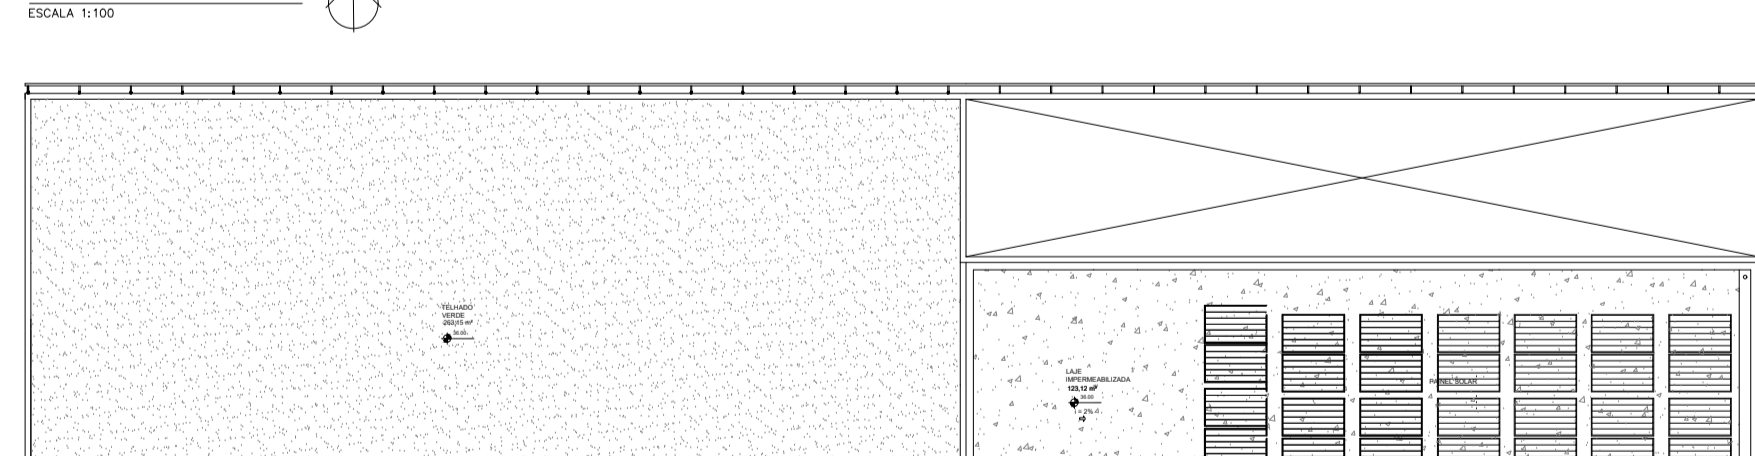 ESCALA 1:100
TELHADO
VERDE
263,15 m²
36.00
LAJE
IMPERMEABILIZADA
123,12 m²
36.00
i = 2%
PAINEL SOLAR